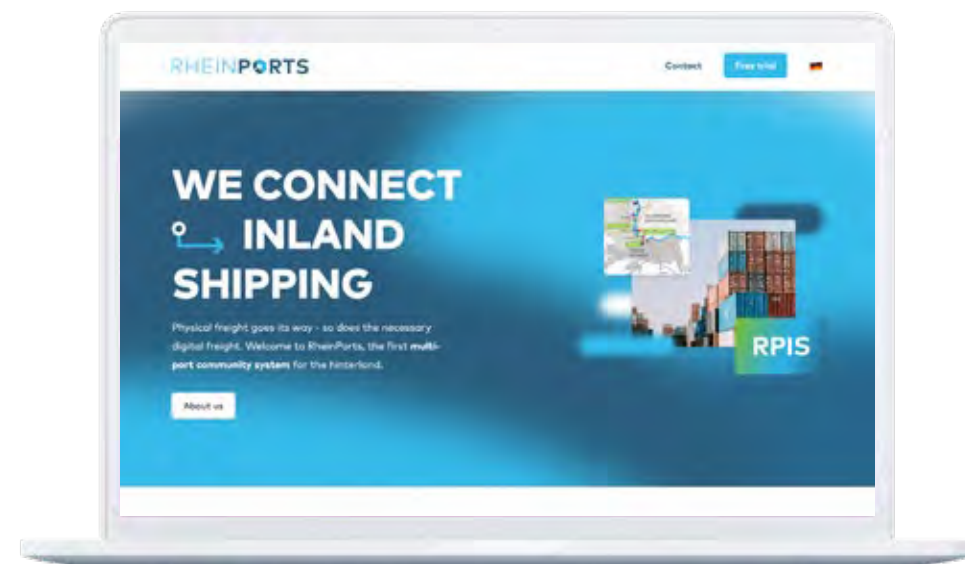 RHEINPORTS
Contact
Free trial
WE CONNECT
INLAND
SHIPPING
Physical freight goes its way - so does the necessary
digital freight. Welcome to RheinPorts, the first multi-
port community system for the hinterland.
About us
RPIS